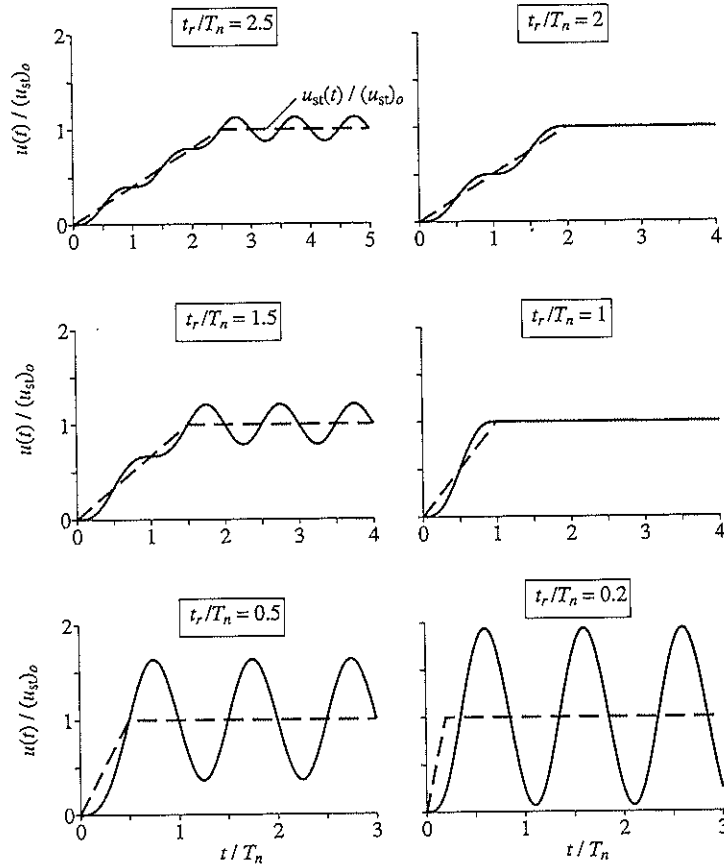 t_r/T_n = 2.5
t_r/T_n = 2
u(t) / (u_st)_o
2
1
0
u_st(t) / (u_st)_o
0 1 2 3 4 5
0 1 2 3 4
t_r/T_n = 1.5
t_r/T_n = 1
u(t) / (u_st)_o
2
1
0
0 1 2 3 4
0 1 2 3 4
t_r/T_n = 0.5
t_r/T_n = 0.2
u(t) / (u_st)_o
2
1
0
0 1 2 3
0 1 2 3
t / T_n
t / T_n